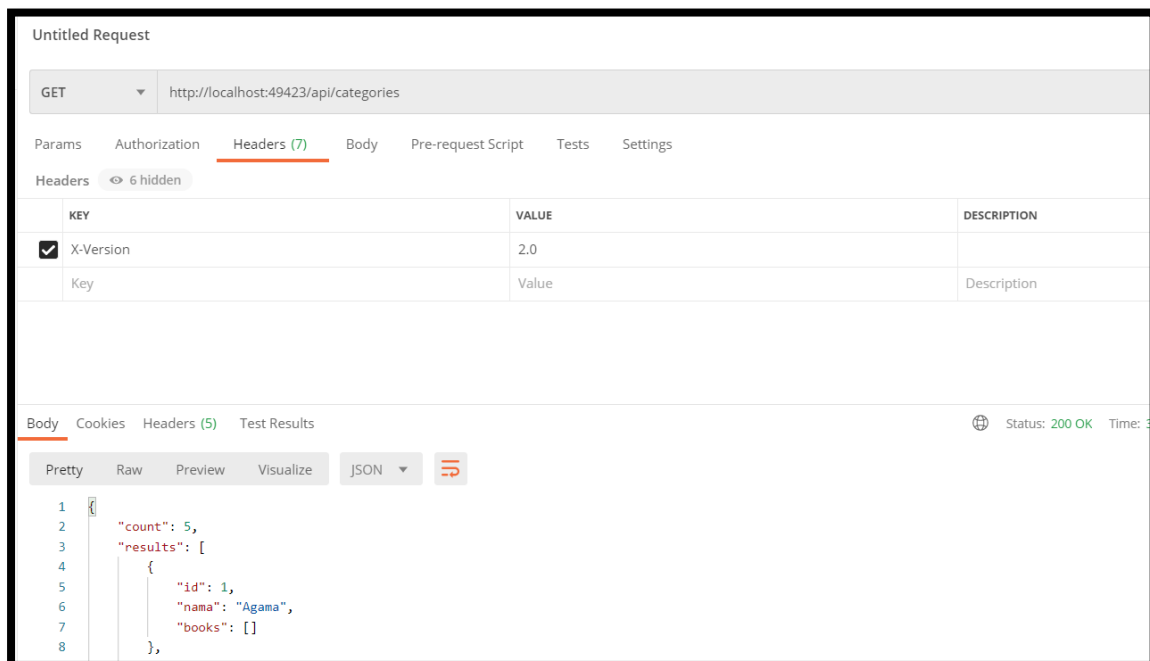 Untitled Request
GET http://localhost:49423/api/categories
Params Authorization Headers (7) Body Pre-request Script Tests Settings
Headers 6 hidden
KEY VALUE DESCRIPTION
X-Version 2.0
Key Value Description
Body Cookies Headers (5) Test Results Status: 200 OK Time:
Pretty Raw Preview Visualize JSON
1 {
2 "count": 5,
3 "results": [
4 {
5 "id": 1,
6 "nama": "Agama",
7 "books": []
8 },